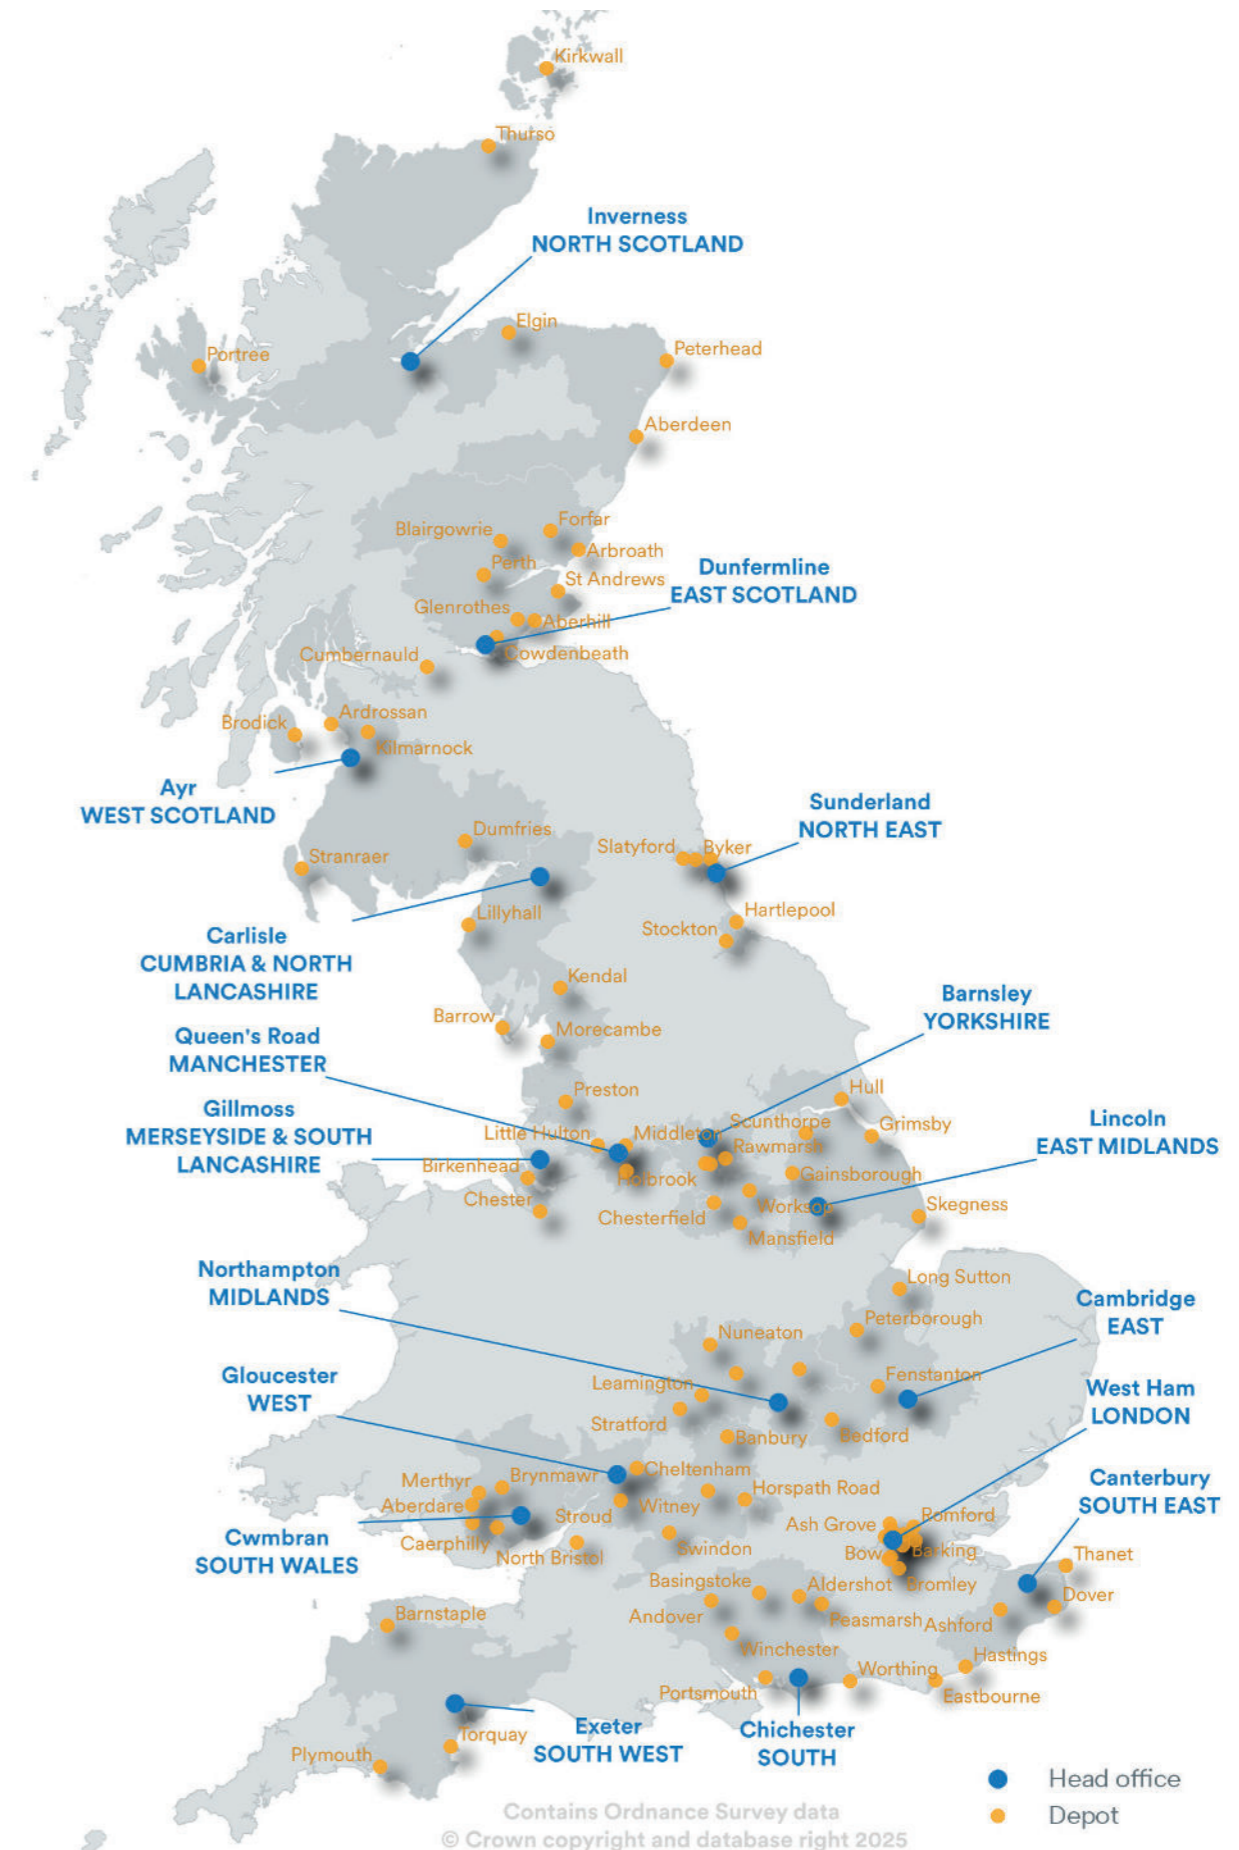 Kirkwall
Thurso
Inverness
NORTH SCOTLAND
Elgin
Portree
Peterhead
Aberdeen
Blairgowrie
Forfar
Arbroath
Perth
St Andrews
Dunfermline
EAST SCOTLAND
Glenrothes
Aberhill
Cowdenbeath
Cumbernauld
Ardrossan
Brodick
Kilmarnock
Ayr
WEST SCOTLAND
Sunderland
NORTH EAST
Dumfries
Slatyford
Byker
Stranraer
Lillyhall
Hartlepool
Stockton
Carlisle
CUMBRIA & NORTH
LANCASHIRE
Kendal
Barrow
Morecambe
Barnsley
YORKSHIRE
Queen's Road
MANCHESTER
Preston
Hull
Gillmoss
MERSEYSIDE & SOUTH
LANCASHIRE
Little Hulton
Middleton
Scunthorpe
Grimsby
Lincoln
EAST MIDLANDS
Rawmarsh
Birkenhead
Holbrook
Gainsborough
Chester
Chesterfield
Worksop
Skegness
Mansfield
Northampton
MIDLANDS
Long Sutton
Peterborough
Cambridge
EAST
Nuneaton
Gloucester
WEST
Leamington
Fenstanton
West Ham
LONDON
Stratford
Banbury
Bedford
Merthyr
Brynmawr
Cheltenham
Canterbury
SOUTH EAST
Aberdare
Stroud
Witney
Horspath Road
Ash Grove
Romford
Cwmbran
SOUTH WALES
Caerphilly
North Bristol
Swindon
Bow
Barking
Thanet
Basingstoke
Aldershot
Bromley
Dover
Barnstaple
Andover
Peasmarsh
Ashford
Winchester
Hastings
Worthing
Portsmouth
Eastbourne
Exeter
SOUTH WEST
Torquay
Plymouth
Chichester
SOUTH
Head office
Depot
Contains Ordnance Survey data
© Crown copyright and database right 2025